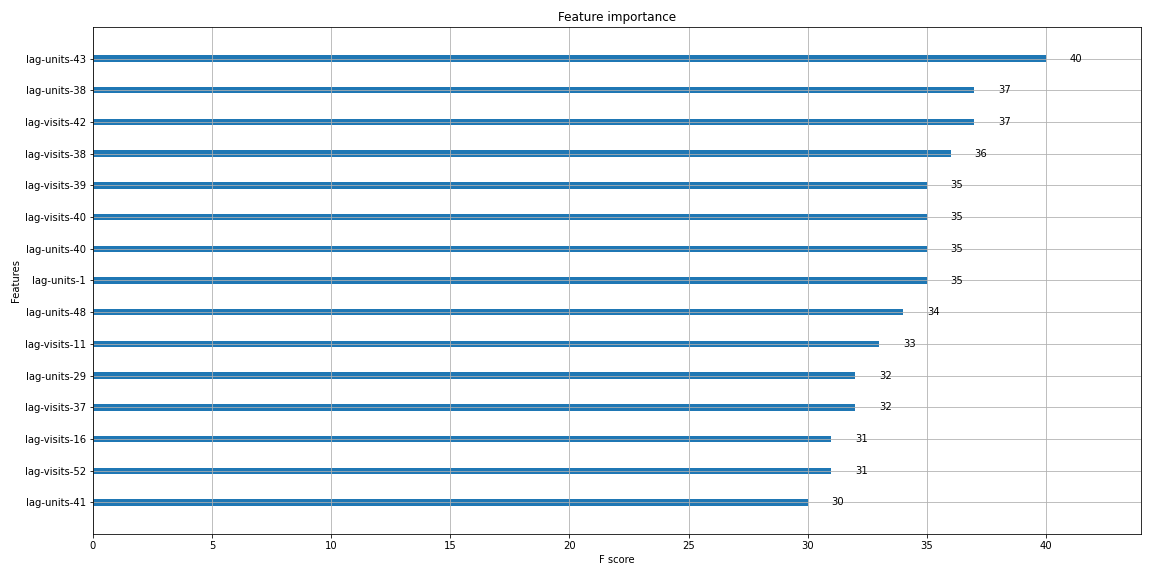 Feature importance
lag-units-43 40
lag-units-38 37
lag-visits-42 37
lag-visits-38 36
lag-visits-39 35
lag-visits-40 35
lag-units-40 35
lag-units-1 35
lag-units-48 34
lag-visits-11 33
lag-units-29 32
lag-visits-37 32
lag-visits-16 31
lag-visits-52 31
lag-units-41 30
Features
0 5 10 15 20 25 30 35 40
F score